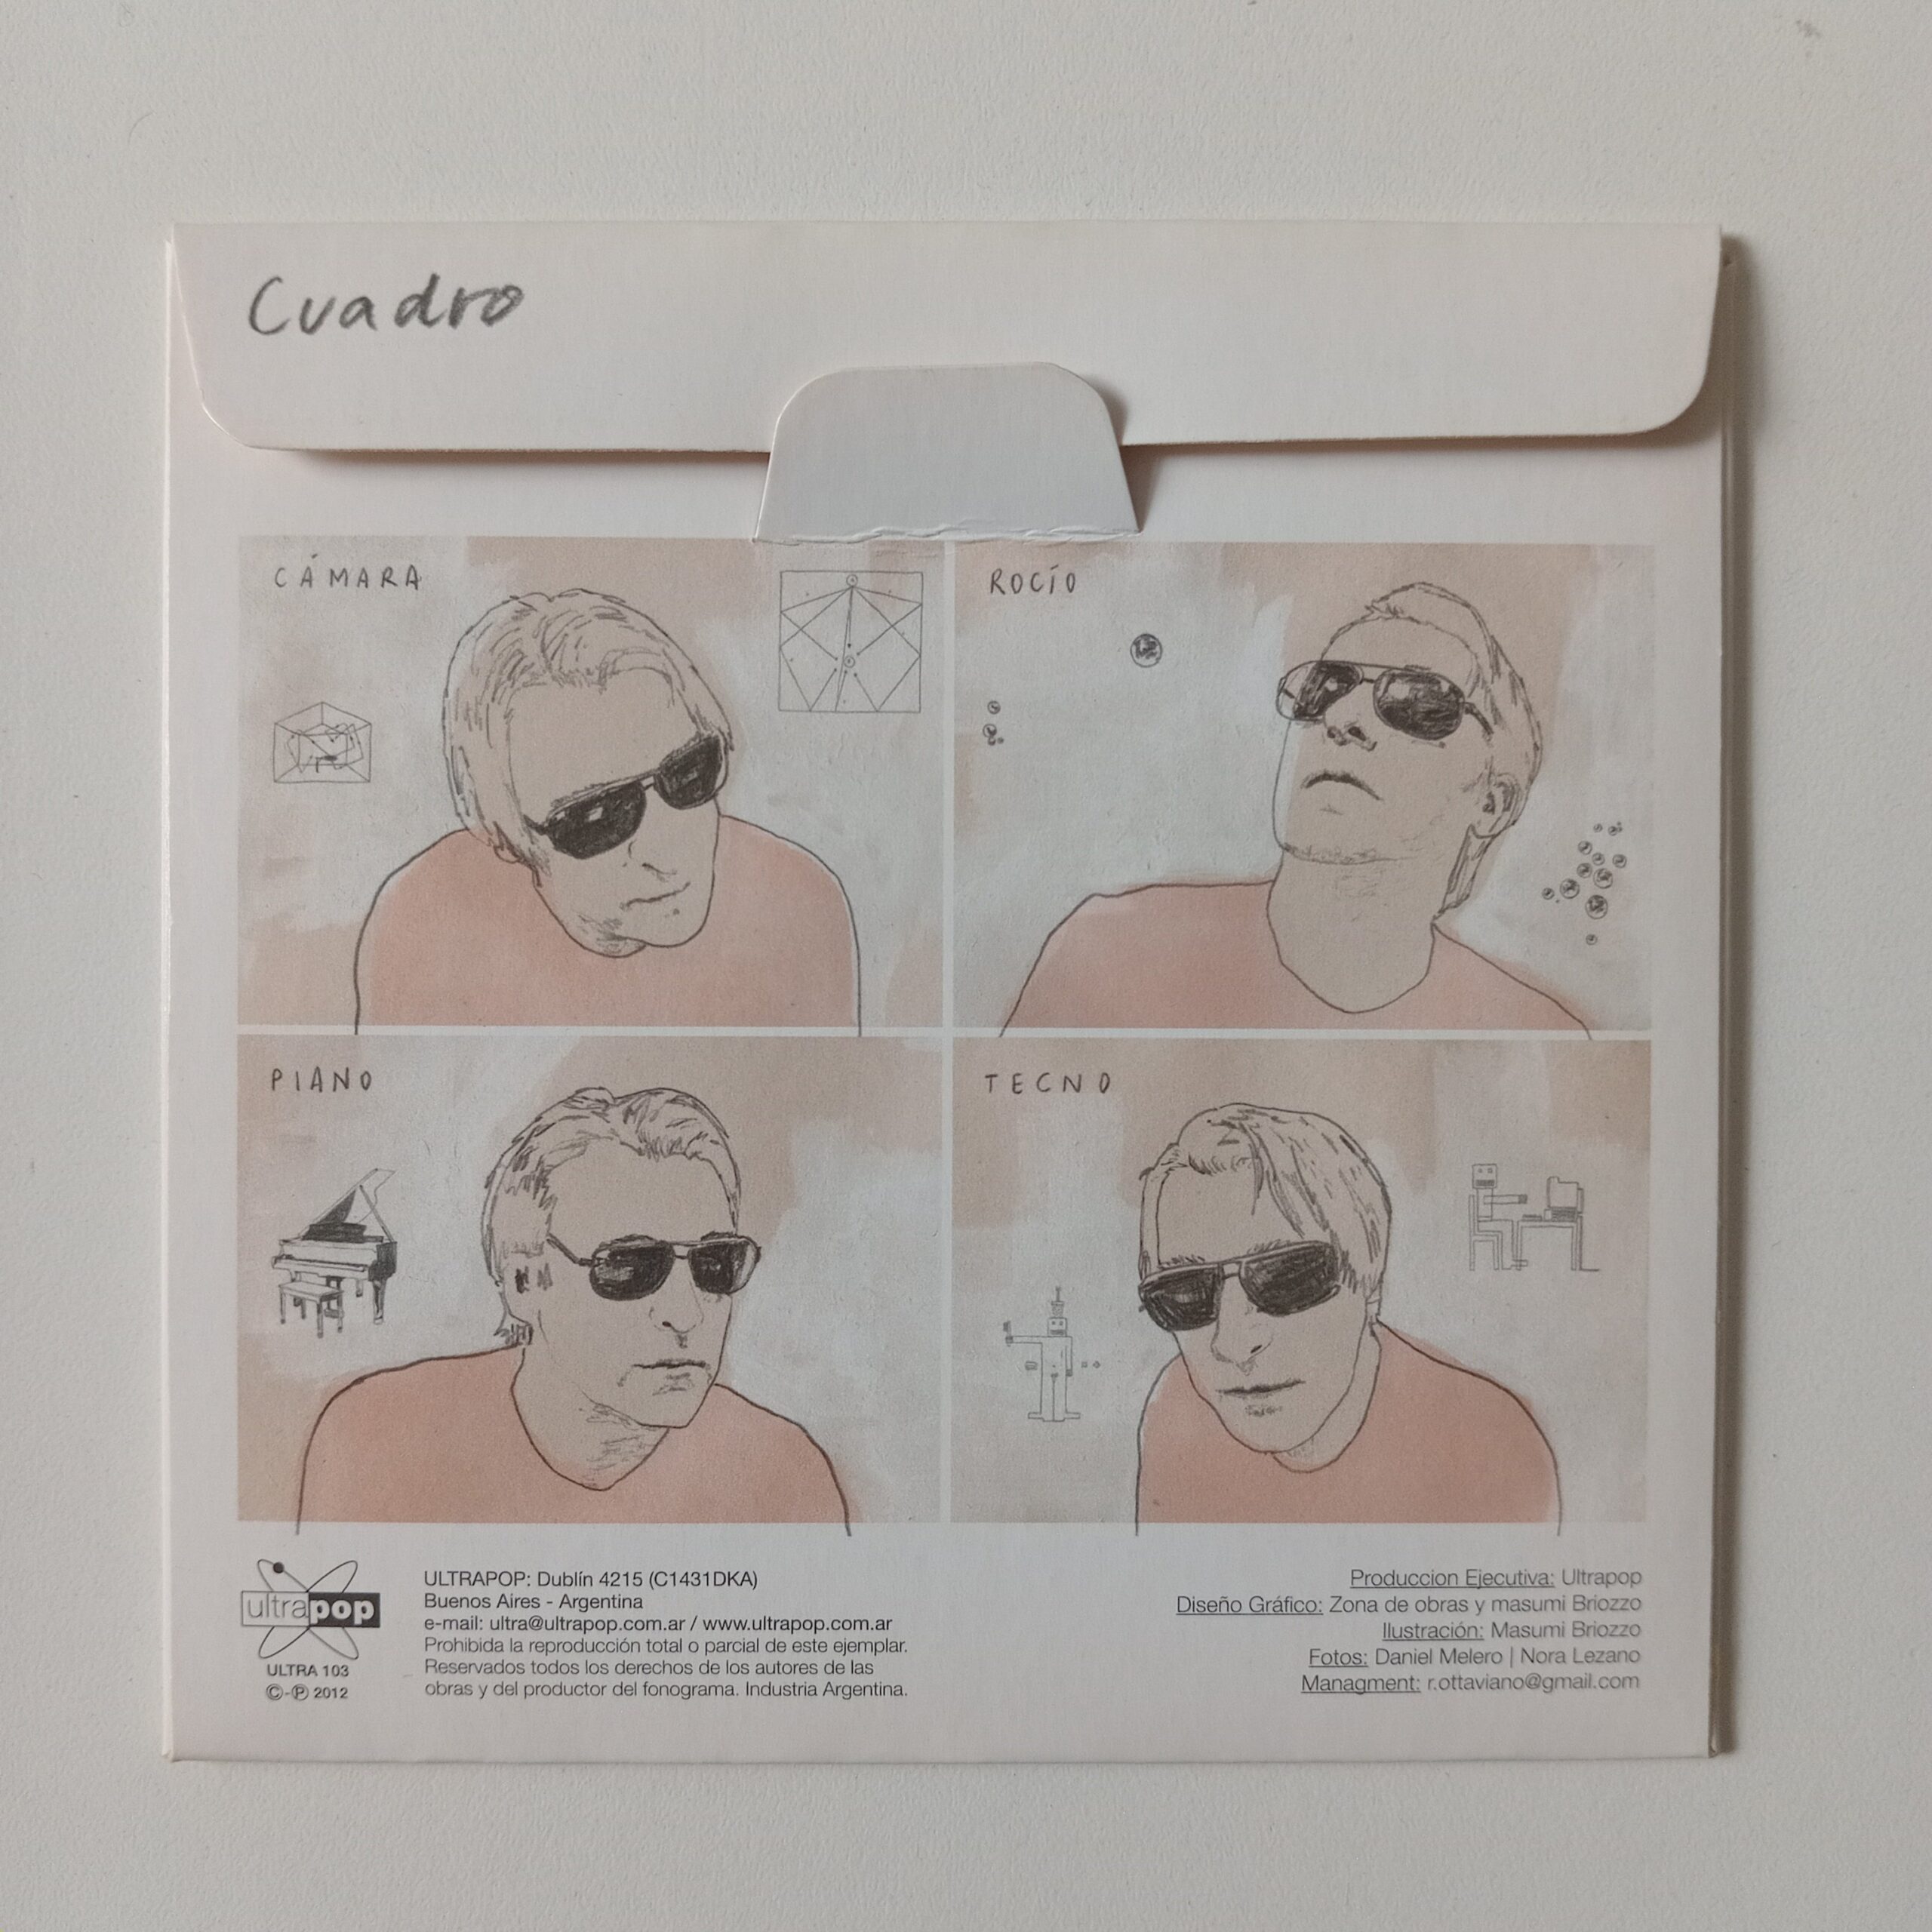 Cuadro
CÁMARA
ROCÍO
PIANO
TECNO
ultrapop
ULTRA 103
©-℗ 2012
ULTRAPOP: Dublín 4215 (C1431DKA)
Buenos Aires - Argentina
e-mail: ultra@ultrapop.com.ar / www.ultrapop.com.ar
Prohibida la reproducción total o parcial de este ejemplar.
Reservados todos los derechos de los autores de las
obras y del productor del fonograma. Industria Argentina.
Produccion Ejecutiva: Ultrapop
Diseño Gráfico: Zona de obras y masumi Briozzo
Ilustración: Masumi Briozzo
Fotos: Daniel Melero | Nora Lezano
Managment: r.ottaviano@gmail.com